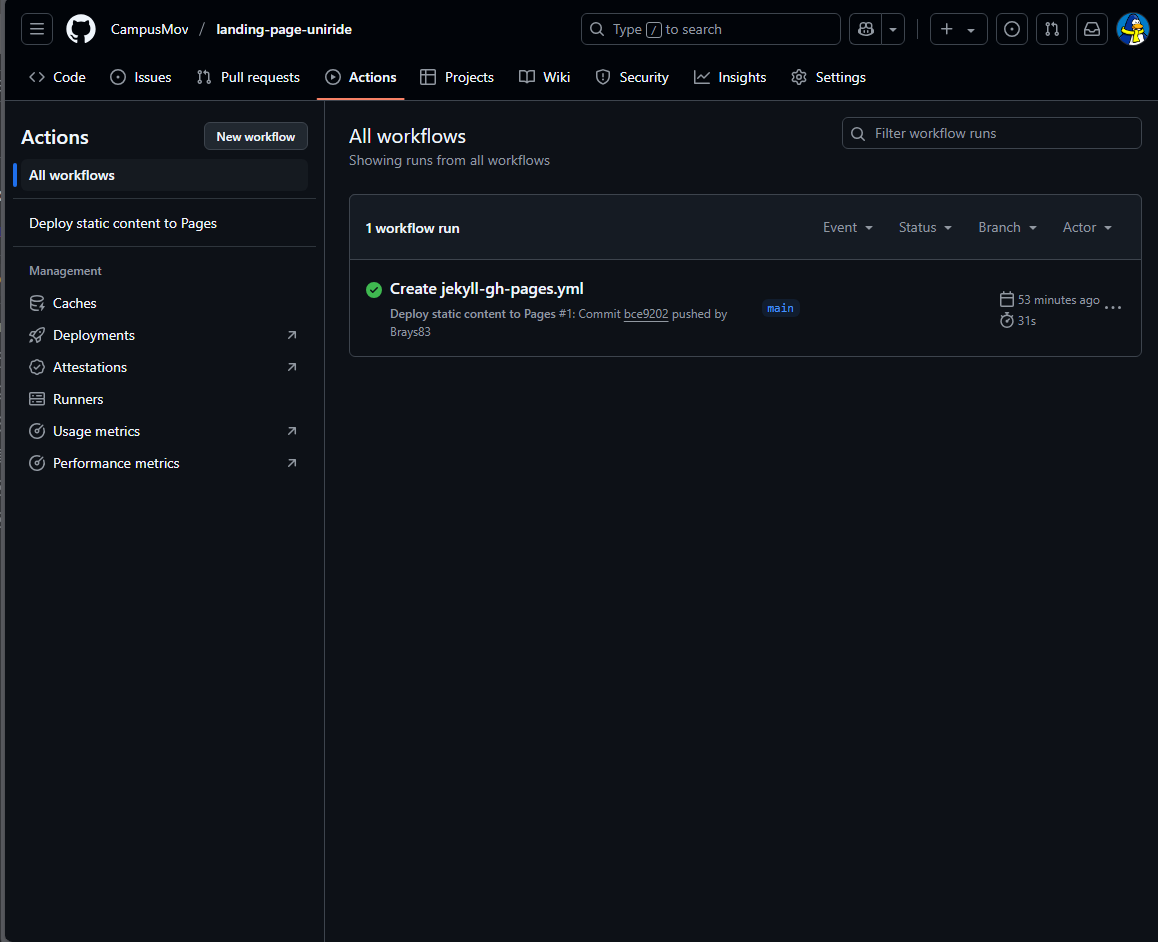 CampusMov / landing-page-uniride
Type / to search
Code Issues Pull requests Actions Projects Wiki Security Insights Settings
Actions
New workflow
All workflows
Deploy static content to Pages
Management
Caches
Deployments
Attestations
Runners
Usage metrics
Performance metrics
All workflows
Showing runs from all workflows
Filter workflow runs
1 workflow run
Event Status Branch Actor
Create jekyll-gh-pages.yml
Deploy static content to Pages #1: Commit bce9202 pushed by
Brays83
main
53 minutes ago
31s